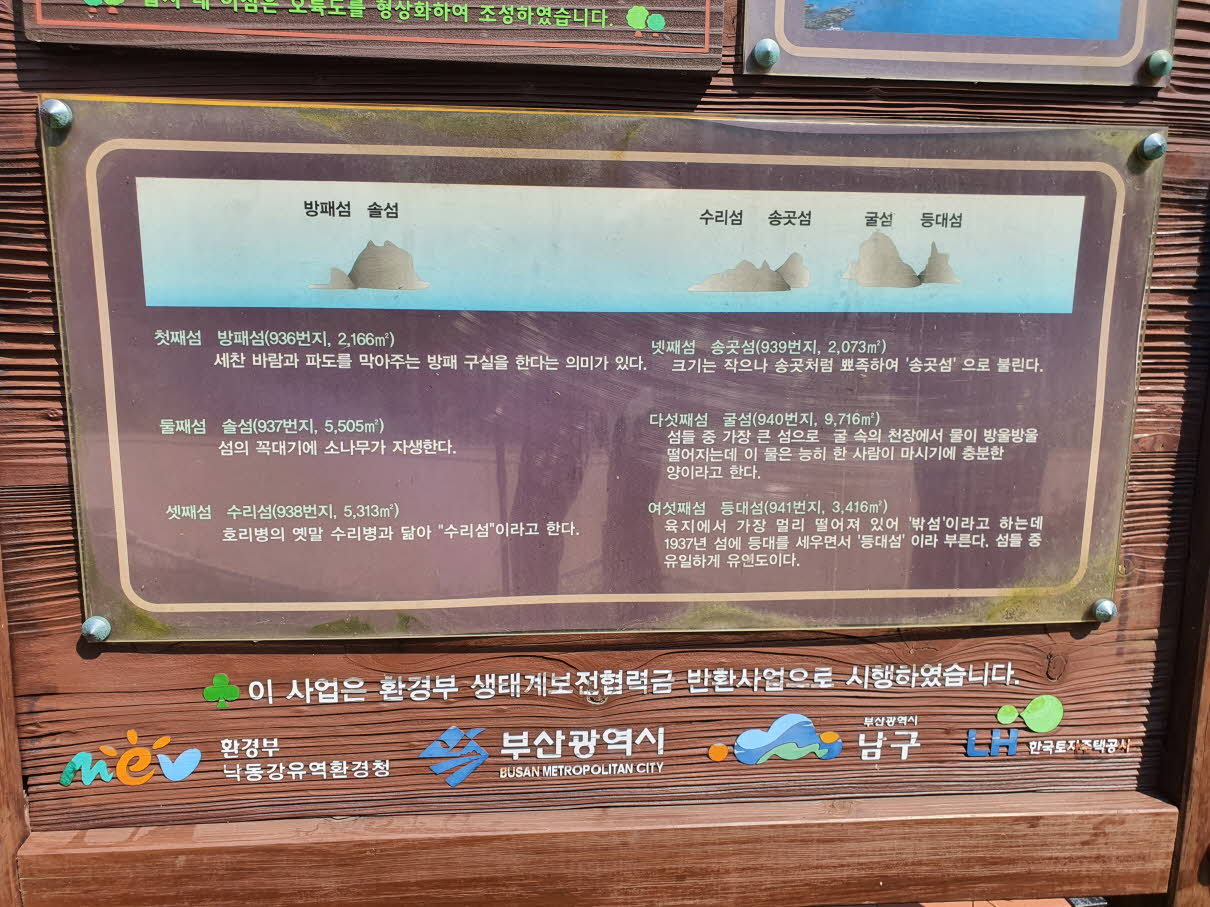 이섬은 오륙도를 형상화하여 조성하였습니다.
방패섬 솔섬 수리섬 송곳섬 굴섬 등대섬
첫째섬 방패섬(936번지, 2,166㎡)
세찬 바람과 파도를 막아주는 방패 구실을 한다는 의미가 있다.
둘째섬 솔섬(937번지, 5,505㎡)
섬의 꼭대기에 소나무가 자생한다.
셋째섬 수리섬(938번지, 5,313㎡)
호리병의 옛말 수리병과 닮아 "수리섬"이라고 한다.
넷째섬 송곳섬(939번지, 2,073㎡)
크기는 작으나 송곳처럼 뾰족하여 '송곳섬' 으로 불린다.
다섯째섬 굴섬(940번지, 9,716㎡)
섬들 중 가장 큰 섬으로 굴 속의 천장에서 물이 방울방울
떨어지는데 이 물은 능히 한 사람이 마시기에 충분한
양이라고 한다.
여섯째섬 등대섬(941번지, 3,416㎡)
육지에서 가장 멀리 떨어져 있어 '밖섬'이라고 하는데
1937년 섬에 등대를 세우면서 '등대섬' 이라 부른다. 섬들 중
유일하게 유인도이다.
이 사업은 환경부 생태계보전협력금 반환사업으로 시행하였습니다.
mev 환경부
낙동강유역환경청
부산광역시
BUSAN METROPOLITAN CITY
부산광역시
남구
LH 한국토지주택공사